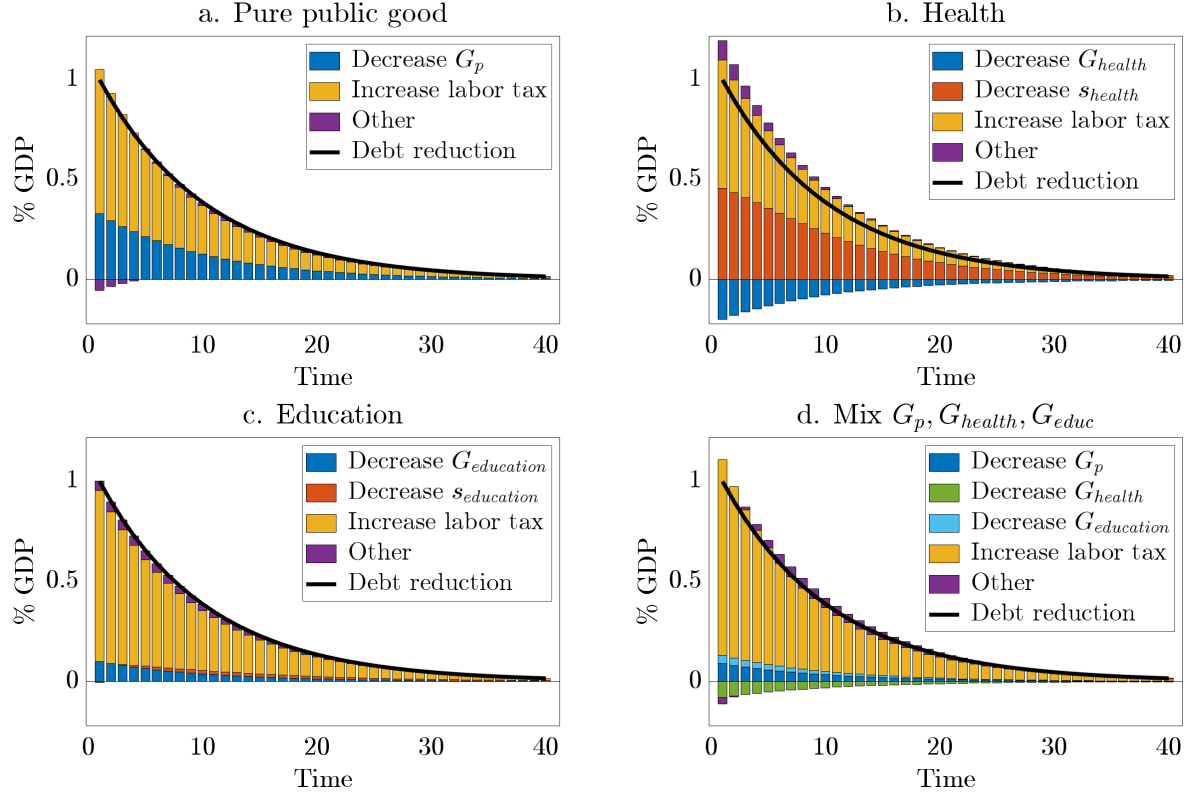 a. Pure public good
Decrease G_p
Increase labor tax
Other
Debt reduction
% GDP
1
0.5
0
0 10 20 30 40
Time
b. Health
Decrease G_health
Decrease s_health
Increase labor tax
Other
Debt reduction
% GDP
1
0.5
0
0 10 20 30 40
Time
c. Education
Decrease G_education
Decrease s_education
Increase labor tax
Other
Debt reduction
% GDP
1
0.5
0
0 10 20 30 40
Time
d. Mix G_p, G_health, G_educ
Decrease G_p
Decrease G_health
Decrease G_education
Increase labor tax
Other
Debt reduction
% GDP
1
0.5
0
0 10 20 30 40
Time